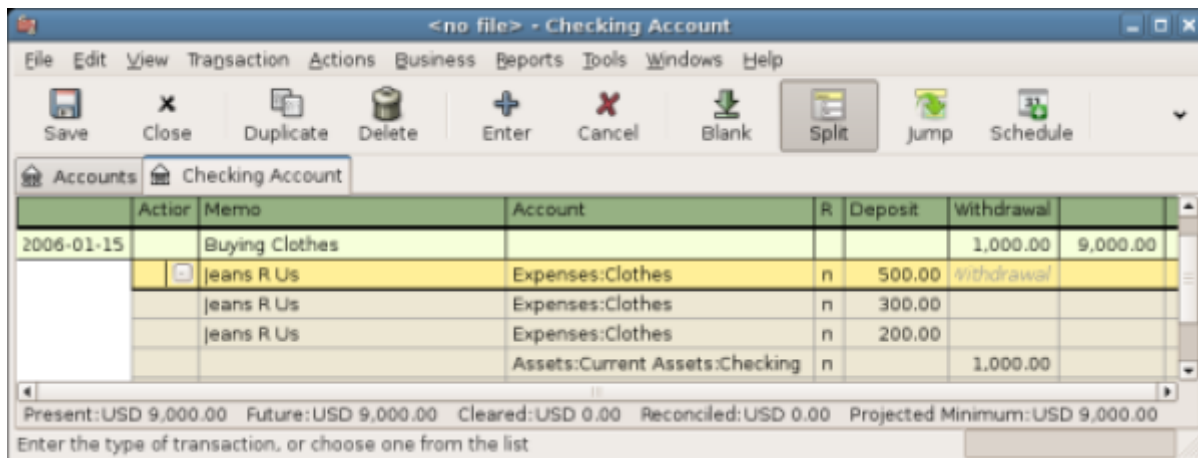 <no file> - Checking Account
File Edit View Transaction Actions Business Reports Tools Windows Help
Save Close Duplicate Delete Enter Cancel Blank Split Jump Schedule
Accounts Checking Account
Action Memo Account R Deposit Withdrawal
2006-01-15 Buying Clothes 1,000.00 9,000.00
Jeans R Us Expenses:Clothes n 500.00 Withdrawal
Jeans R Us Expenses:Clothes n 300.00
Jeans R Us Expenses:Clothes n 200.00
Assets:Current Assets:Checking n 1,000.00
Present:USD 9,000.00 Future:USD 9,000.00 Cleared:USD 0.00 Reconciled:USD 0.00 Projected Minimum:USD 9,000.00
Enter the type of transaction, or choose one from the list